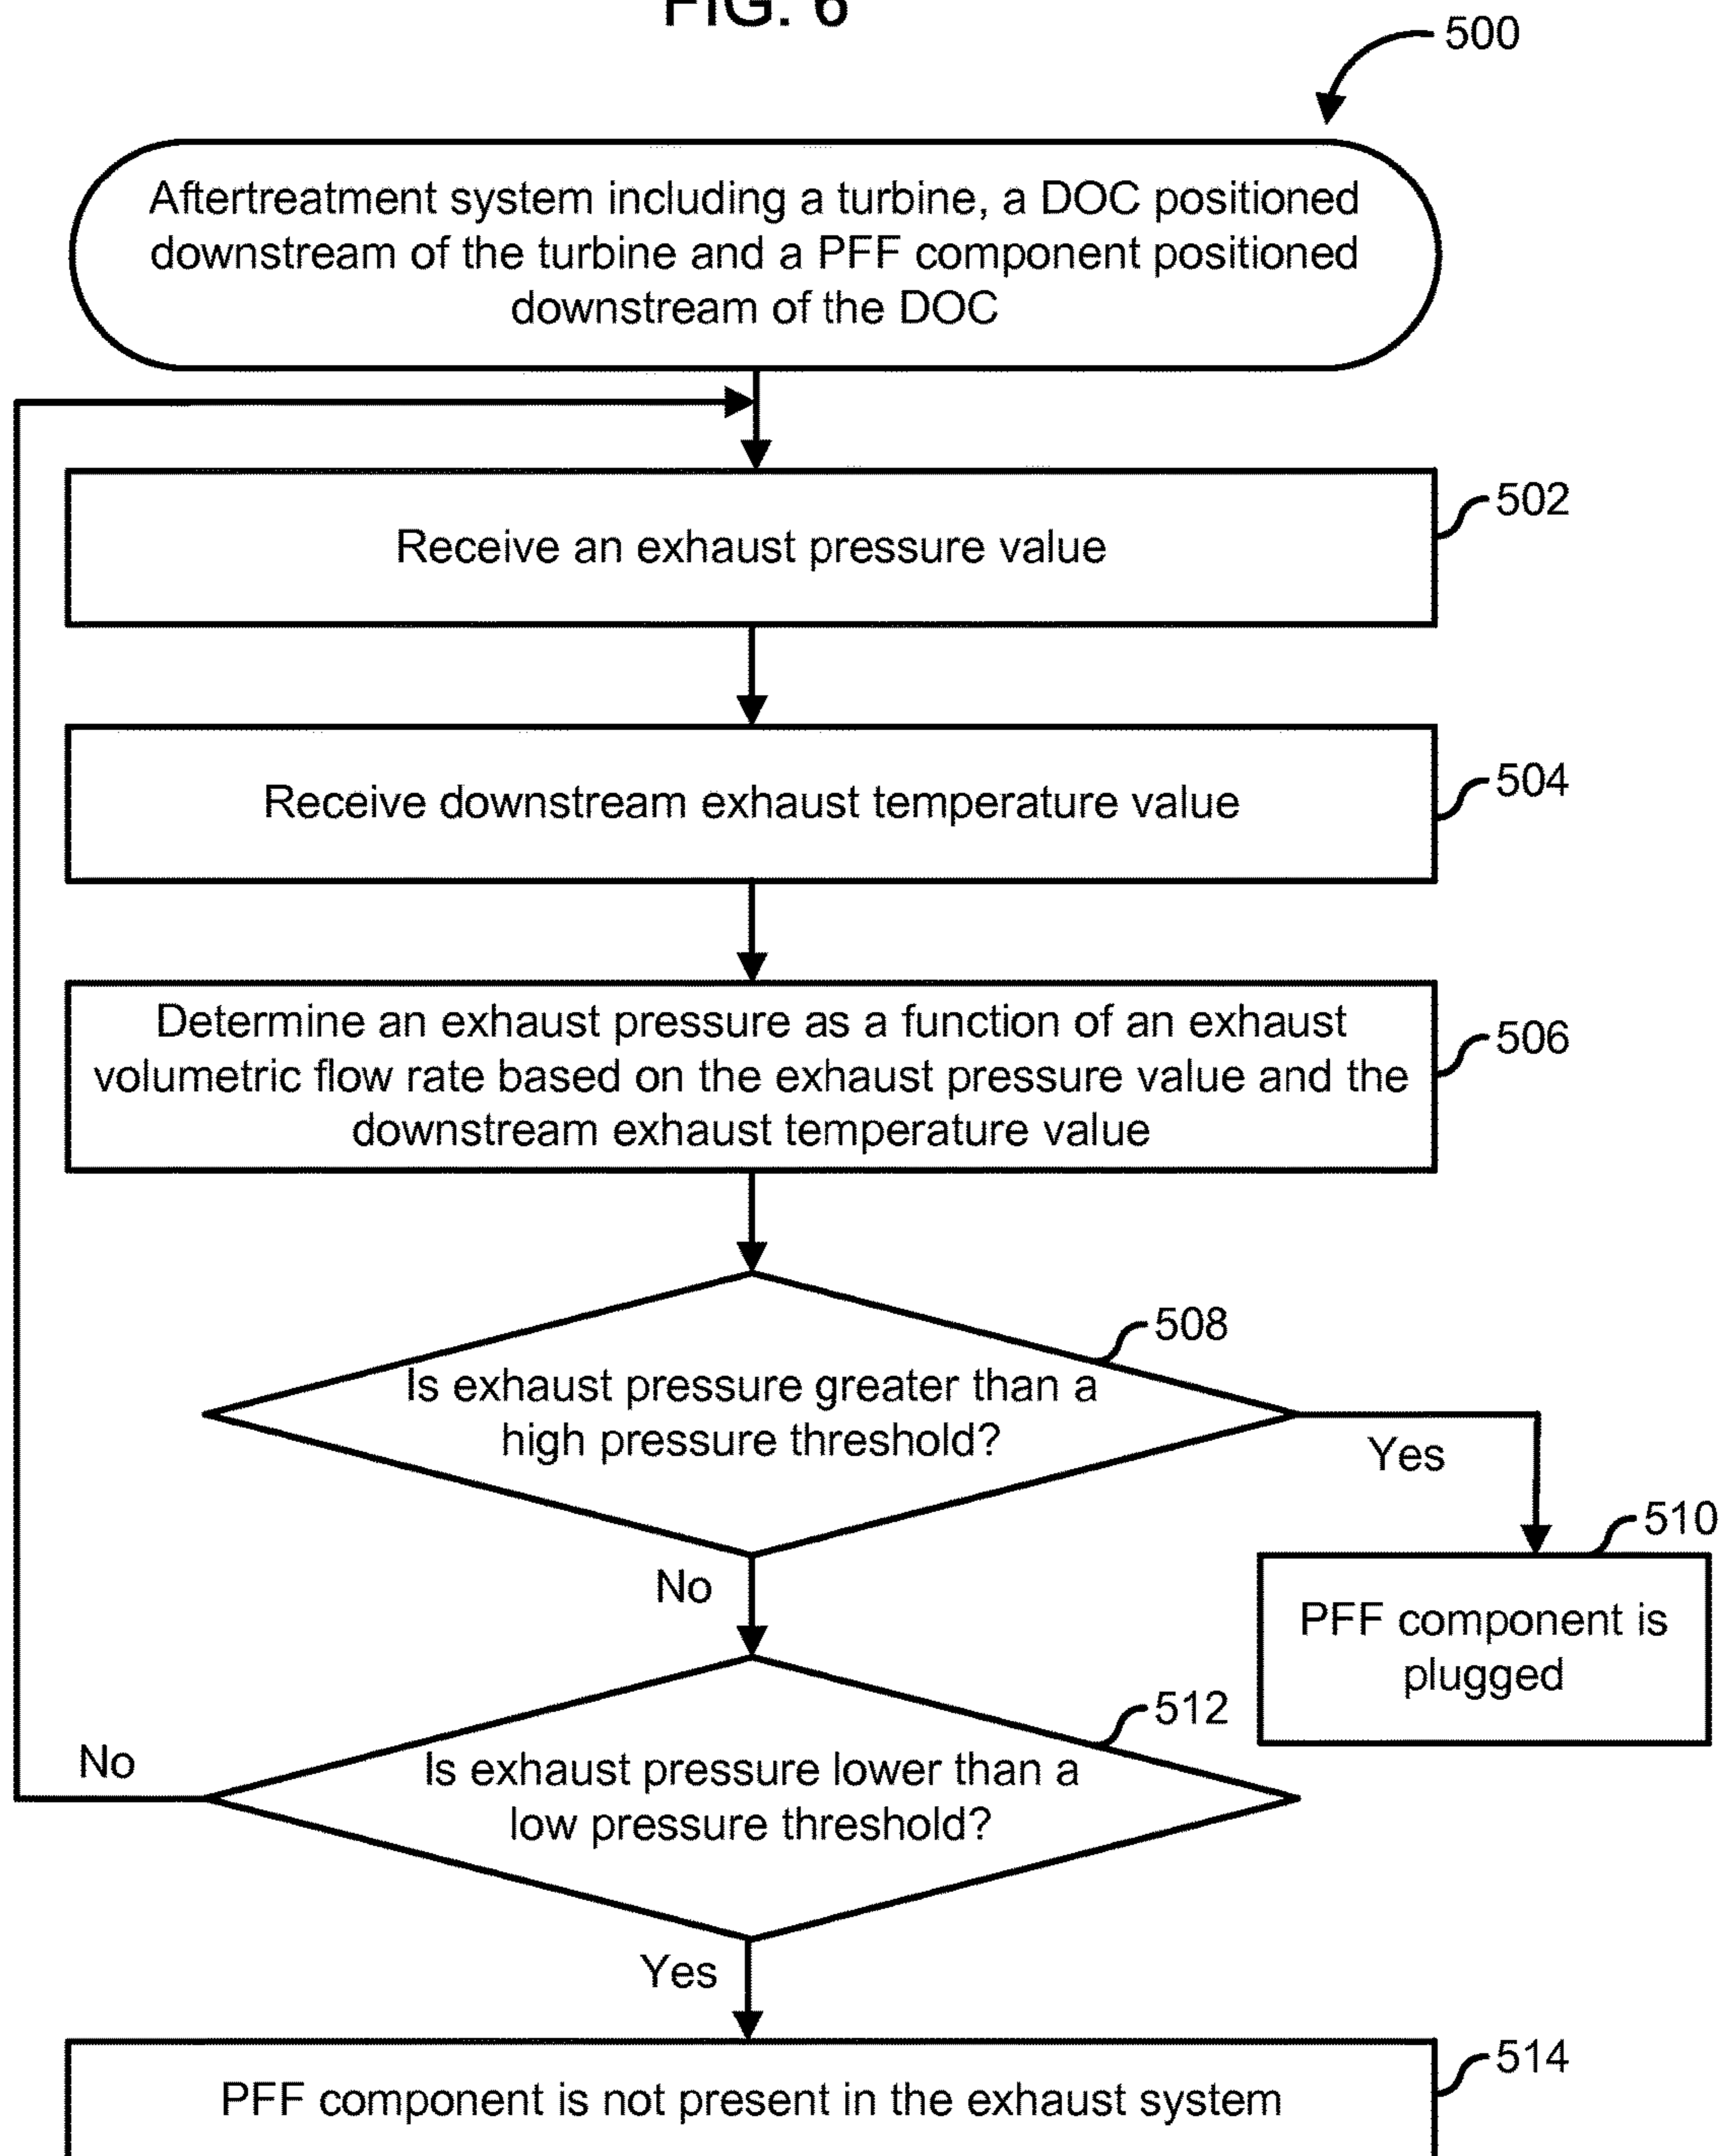 FIG. 6
500
Aftertreatment system including a turbine, a DOC positioned
downstream of the turbine and a PFF component positioned
downstream of the DOC
502
Receive an exhaust pressure value
504
Receive downstream exhaust temperature value
506
Determine an exhaust pressure as a function of an exhaust
volumetric flow rate based on the exhaust pressure value and the
downstream exhaust temperature value
508
Is exhaust pressure greater than a
high pressure threshold?
Yes
510
PFF component is
plugged
No
512
Is exhaust pressure lower than a
low pressure threshold?
No
Yes
514
PFF component is not present in the exhaust system